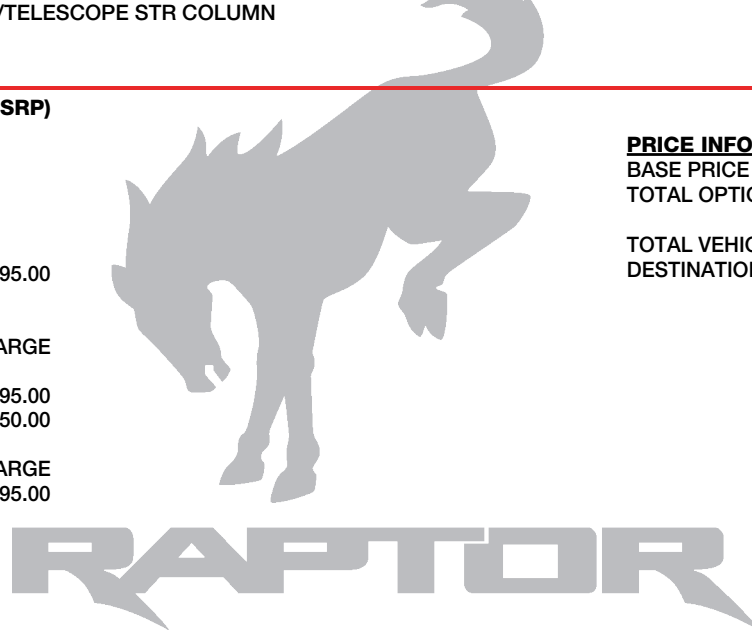 /TELESCOPE STR COLUMN
SRP)
95.00
ARGE
95.00
50.00
ARGE
95.00
PRICE INFO
BASE PRICE
TOTAL OPTIO
TOTAL VEHIC
DESTINATION
RAPTOR